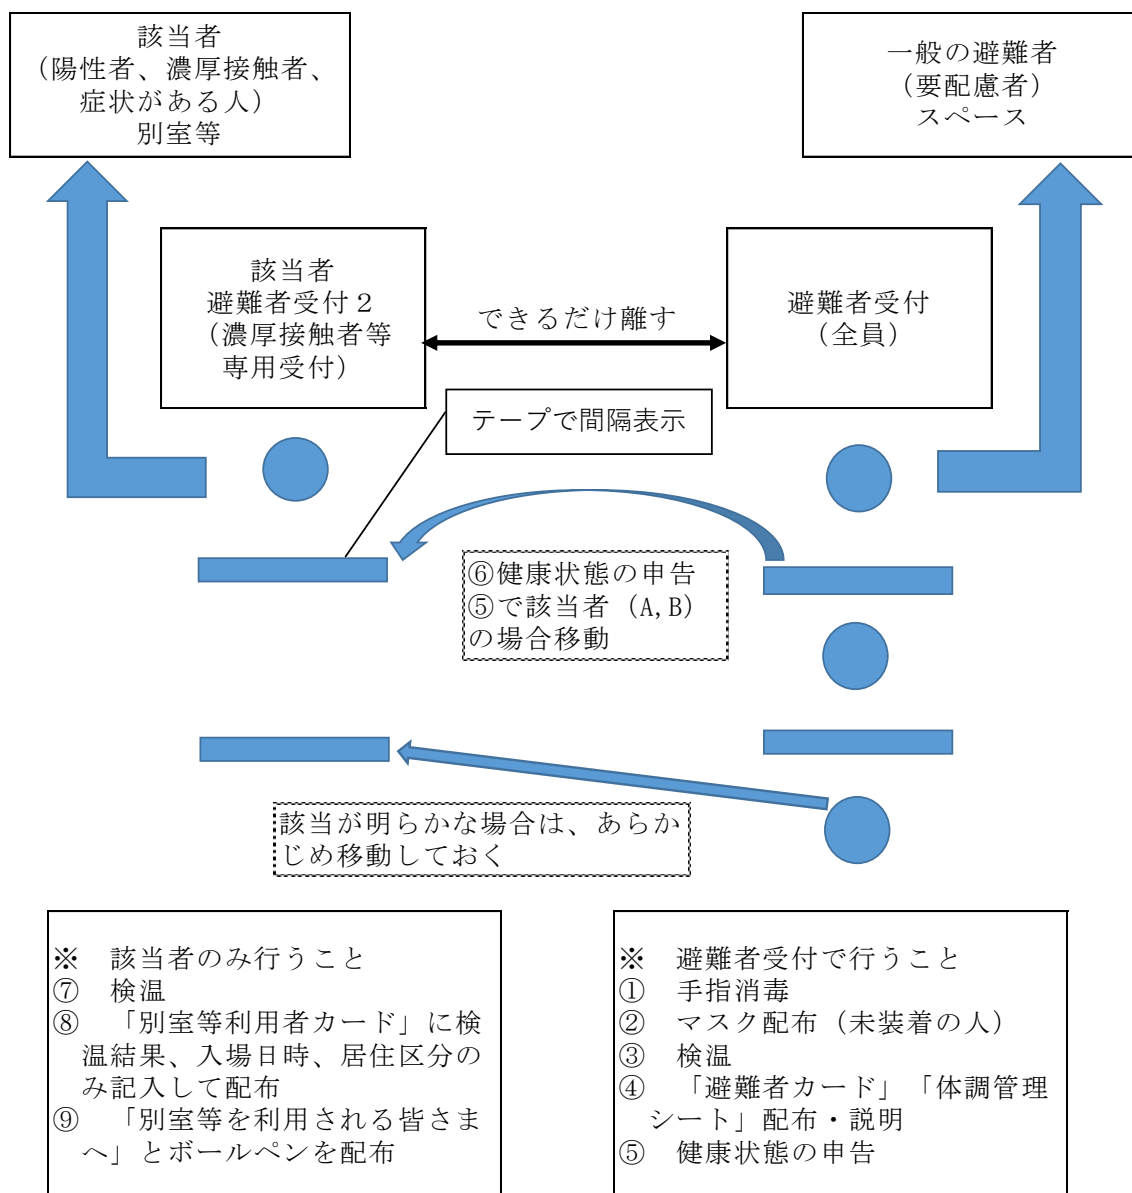 該当者
（陽性者、濃厚接触者、
症状がある人）
別室等
一般の避難者
（要配慮者）
スペース
該当者
避難者受付２
（濃厚接触者等
専用受付）
できるだけ離す
避難者受付
（全員）
テープで間隔表示
⑥健康状態の申告
⑤で該当者（A,B）
の場合移動
該当が明らかな場合は、あらか
じめ移動しておく
※　該当者のみ行うこと
⑦　検温
⑧　「別室等利用者カード」に検
温結果、入場日時、居住区分の
み記入して配布
⑨　「別室等を利用される皆さま
へ」とボールペンを配布
※　避難者受付で行うこと
①　手指消毒
②　マスク配布（未装着の人）
③　検温
④　「避難者カード」「体調管理
シート」配布・説明
⑤　健康状態の申告